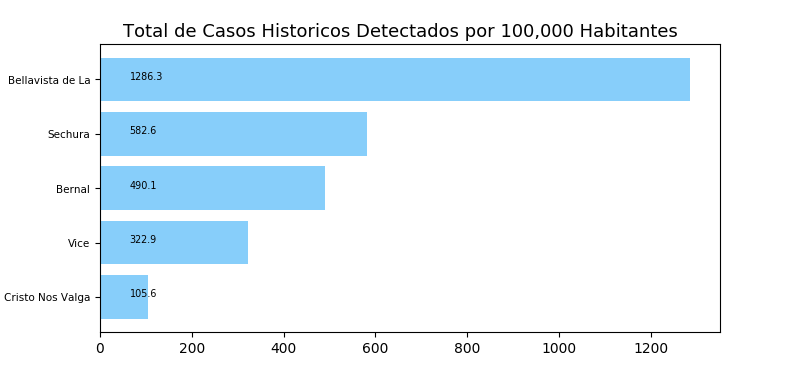 Total de Casos Historicos Detectados por 100,000 Habitantes
Bellavista de La 1286.3
Sechura 582.6
Bernal 490.1
Vice 322.9
Cristo Nos Valga 105.6
0 200 400 600 800 1000 1200